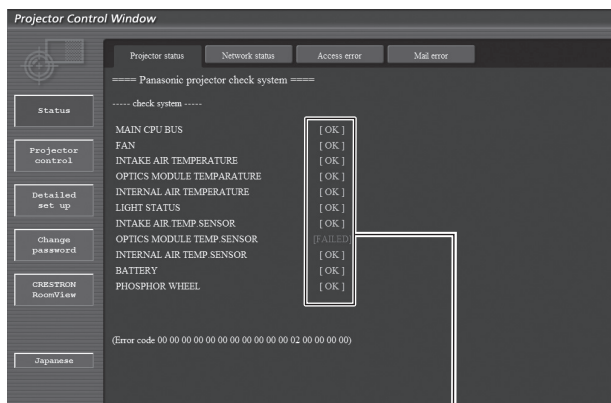 Projector Control Window
Projector status Network status Access error Mail error
==== Panasonic projector check system ====
----- check system -----
MAIN CPU BUS [ OK ]
FAN [ OK ]
INTAKE AIR TEMPERATURE [ OK ]
OPTICS MODULE TEMPARATURE [ OK ]
INTERNAL AIR TEMPERATURE [ OK ]
LIGHT STATUS [ OK ]
INTAKE AIR.TEMP.SENSOR [ OK ]
OPTICS MODULE TEMP.SENSOR [FAILED]
INTERNAL AIR TEMP.SENSOR [ OK ]
BATTERY [ OK ]
PHOSPHOR WHEEL [ OK ]
(Error code 00 00 00 00 00 00 00 00 00 00 00 02 00 00 00 00)
Status
Projector
control
Detailed
set up
Change
password
CRESTRON
RoomView
Japanese